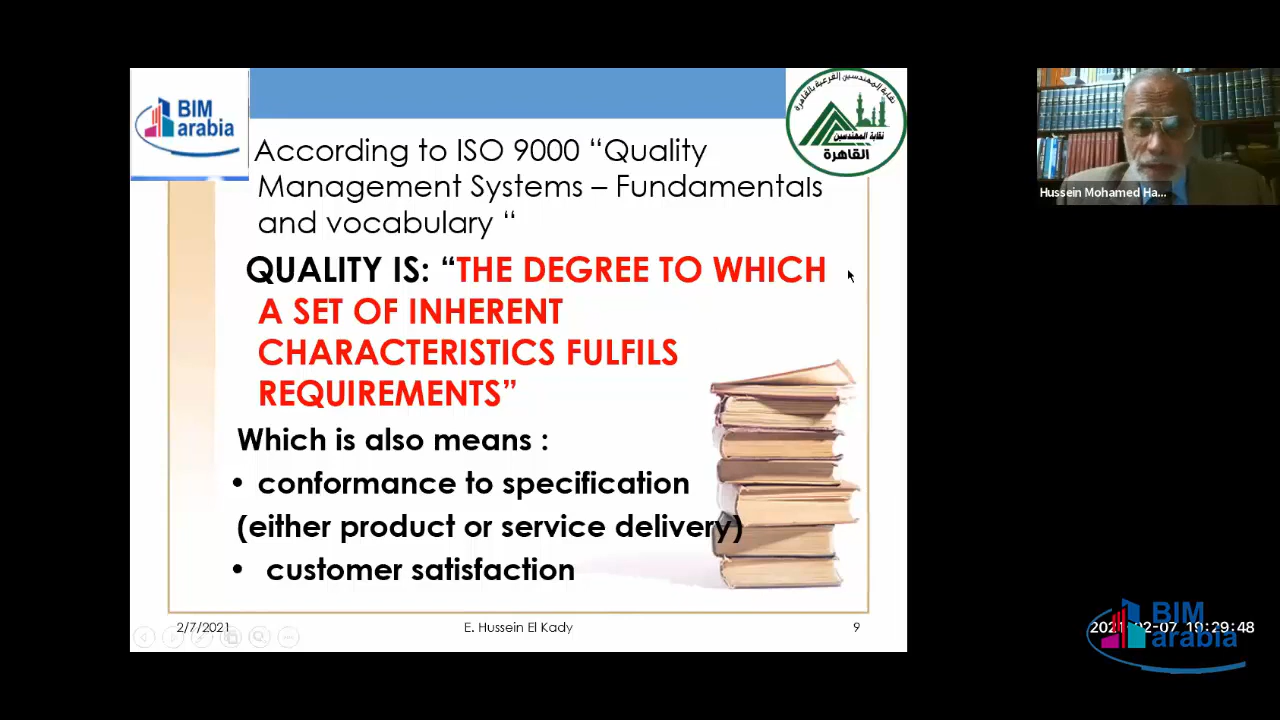 BIM
arabia
نقابة المهندسين الفرعية بالقاهرة
نقابة المهندسين
القاهرة
According to ISO 9000 “Quality
Management Systems – Fundamentals
and vocabulary “
QUALITY IS: “THE DEGREE TO WHICH
A SET OF INHERENT
CHARACTERISTICS FULFILS
REQUIREMENTS”
Which is also means :
• conformance to specification
(either product or service delivery)
• customer satisfaction
2/7/2021
E. Hussein El Kady
9
Hussein Mohamed Ha...
BIM
arabia
2021-02-07 19:29:48